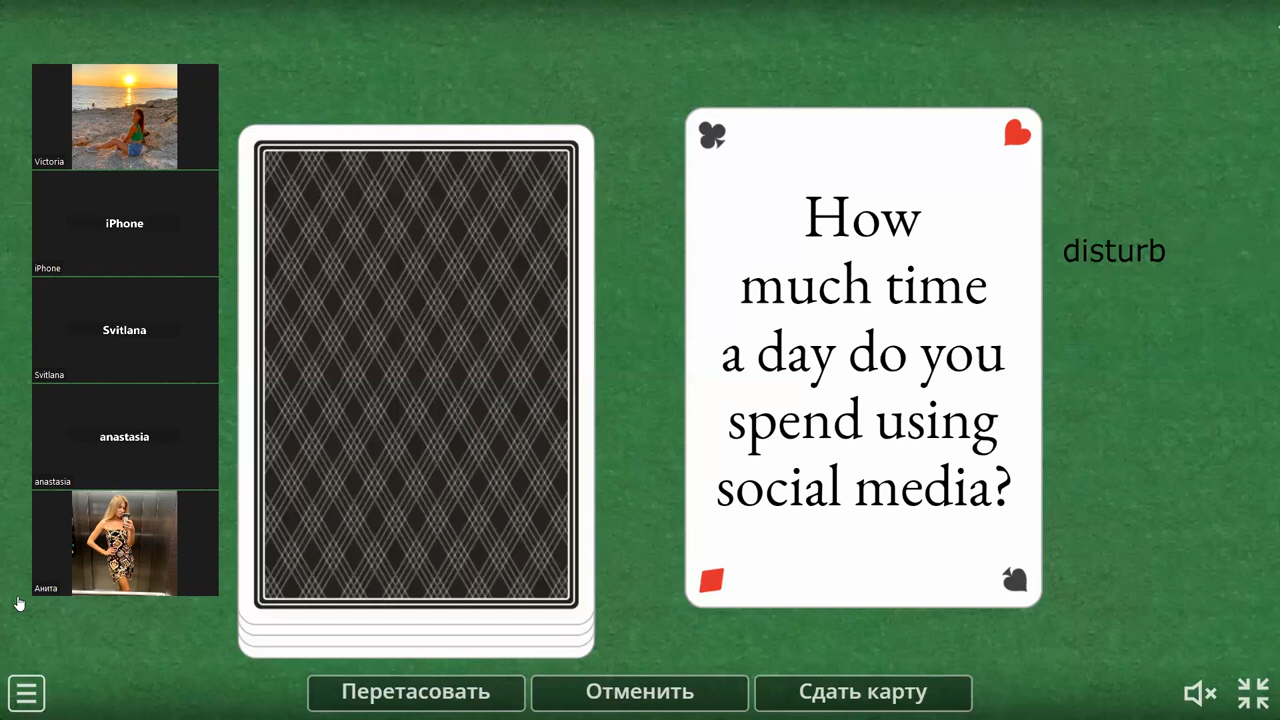 Victoria
iPhone
iPhone
Svitlana
Svitlana
anastasia
anastasia
Анита
How
much time
a day do you
spend using
social media?
disturb
Перетасовать
Отменить
Сдать карту